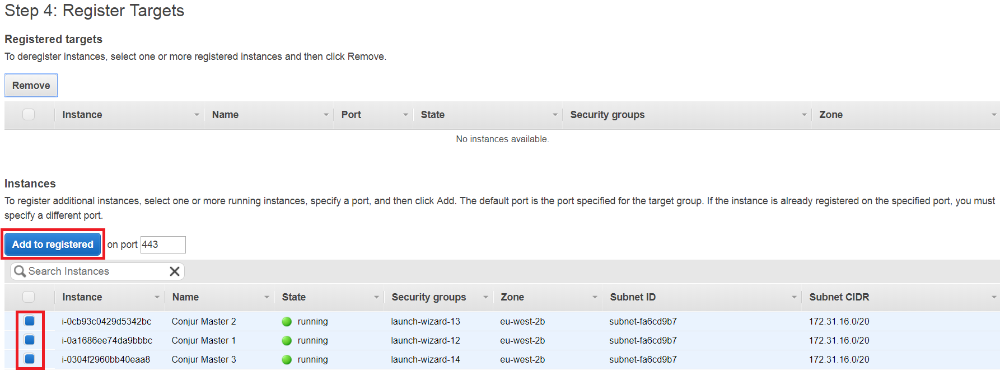 Step 4: Register Targets
Registered targets
To deregister instances, select one or more registered instances and then click Remove.
Remove
Instance Name Port State Security groups Zone
No instances available.
Instances
To register additional instances, select one or more running instances, specify a port, and then click Add. The default port is the port specified for the target group. If the instance is already registered on the specified port, you must
specify a different port.
Add to registered on port 443
Search Instances
Instance Name State Security groups Zone Subnet ID Subnet CIDR
i-0cb93c0429d5342bc Conjur Master 2 running launch-wizard-13 eu-west-2b subnet-fa6cd9b7 172.31.16.0/20
i-0a1686ee74da9bbbc Conjur Master 1 running launch-wizard-12 eu-west-2b subnet-fa6cd9b7 172.31.16.0/20
i-0304f2960bb40eaa8 Conjur Master 3 running launch-wizard-14 eu-west-2b subnet-fa6cd9b7 172.31.16.0/20